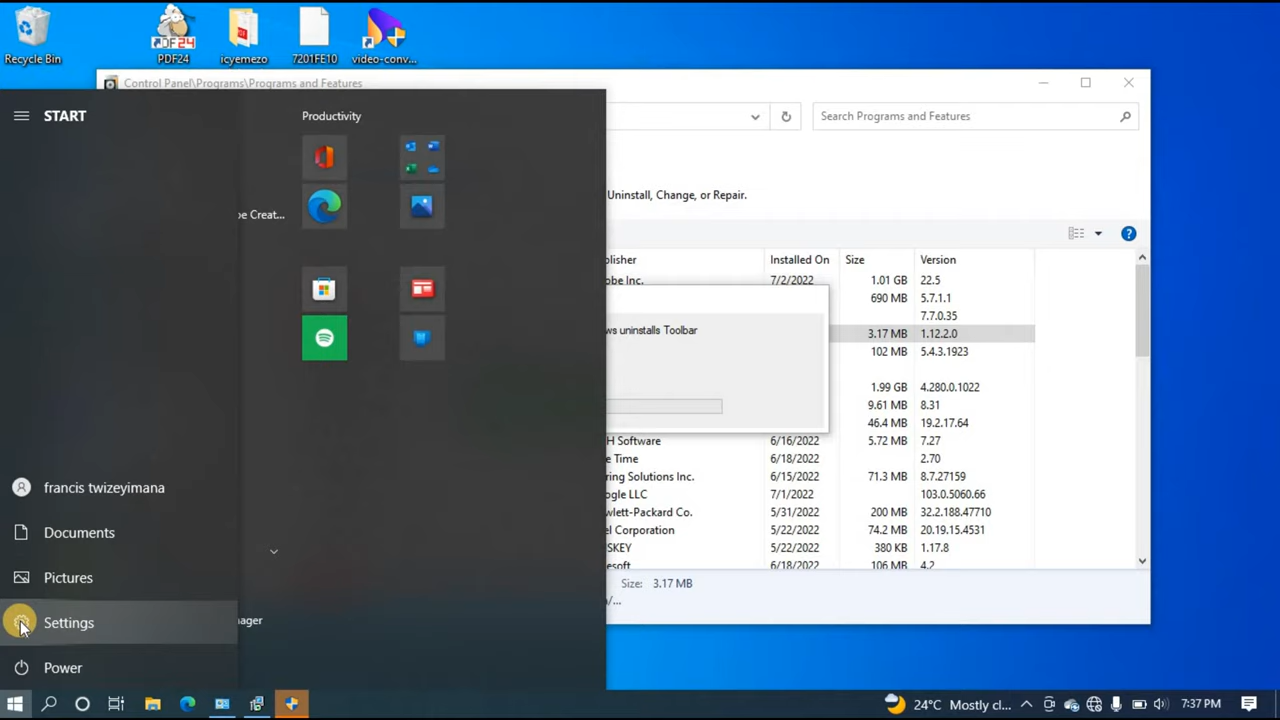 Recycle Bin
PDF24
icyemezo
7201FE10
video-conv...
Control Panel\Programs\Programs and Features
START
Productivity
Search Programs and Features
Uninstall, Change, or Repair.
be Creat...
lisher
Installed On
Size
Version
be Inc.
7/2/2022
1.01 GB
22.5
690 MB
5.7.1.1
7.7.0.35
ws uninstalls Toolbar
3.17 MB
1.12.2.0
102 MB
5.4.3.1923
1.99 GB
4.280.0.1022
9.61 MB
8.31
46.4 MB
19.2.17.64
H Software
6/16/2022
5.72 MB
7.27
e Time
6/18/2022
2.70
ring Solutions Inc.
6/15/2022
71.3 MB
8.7.27159
ogle LLC
7/1/2022
103.0.5060.66
wlett-Packard Co.
5/31/2022
200 MB
32.2.188.47710
el Corporation
5/22/2022
74.2 MB
20.19.15.4531
SKEY
5/22/2022
380 KB
1.17.8
esoft
6/18/2022
106 MB
4.2
Size: 3.17 MB
/...
francis twizeyimana
Documents
Pictures
Settings
ager
Power
24°C Mostly cl...
7:37 PM